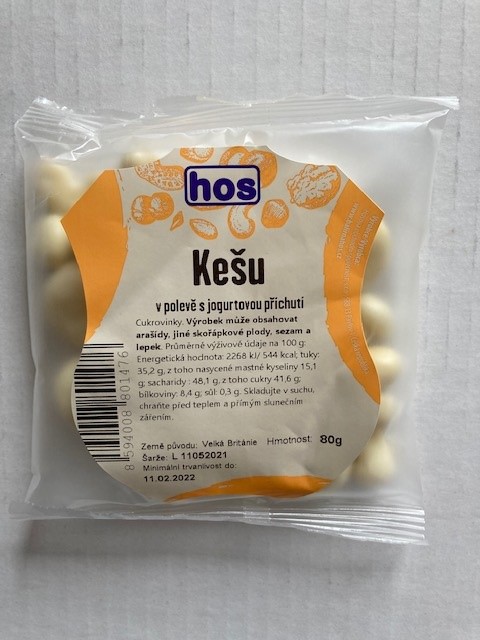 hos
Kešu
v polevě s jogurtovou příchutí
Cukrovinky. Výrobek může obsahovat
arašídy, jiné skořápkové plody, sezam a
lepek. Průměrné výživové údaje na 100 g:
Energetická hodnota: 2268 kJ/ 544 kcal; tuky:
35,2 g, z toho nasycené mastné kyseliny 15,1
g; sacharidy : 48,1 g, z toho cukry 41,6 g;
bílkoviny: 8,4 g; sůl: 0,3 g. Skladujte v suchu,
chraňte před teplem a přímým slunečním
zářením.
Země původu: Velká Británie Hmotnost: 80g
Šarže: L 11052021
Minimální trvanlivost do:
11.02.2022
8 594008 801476